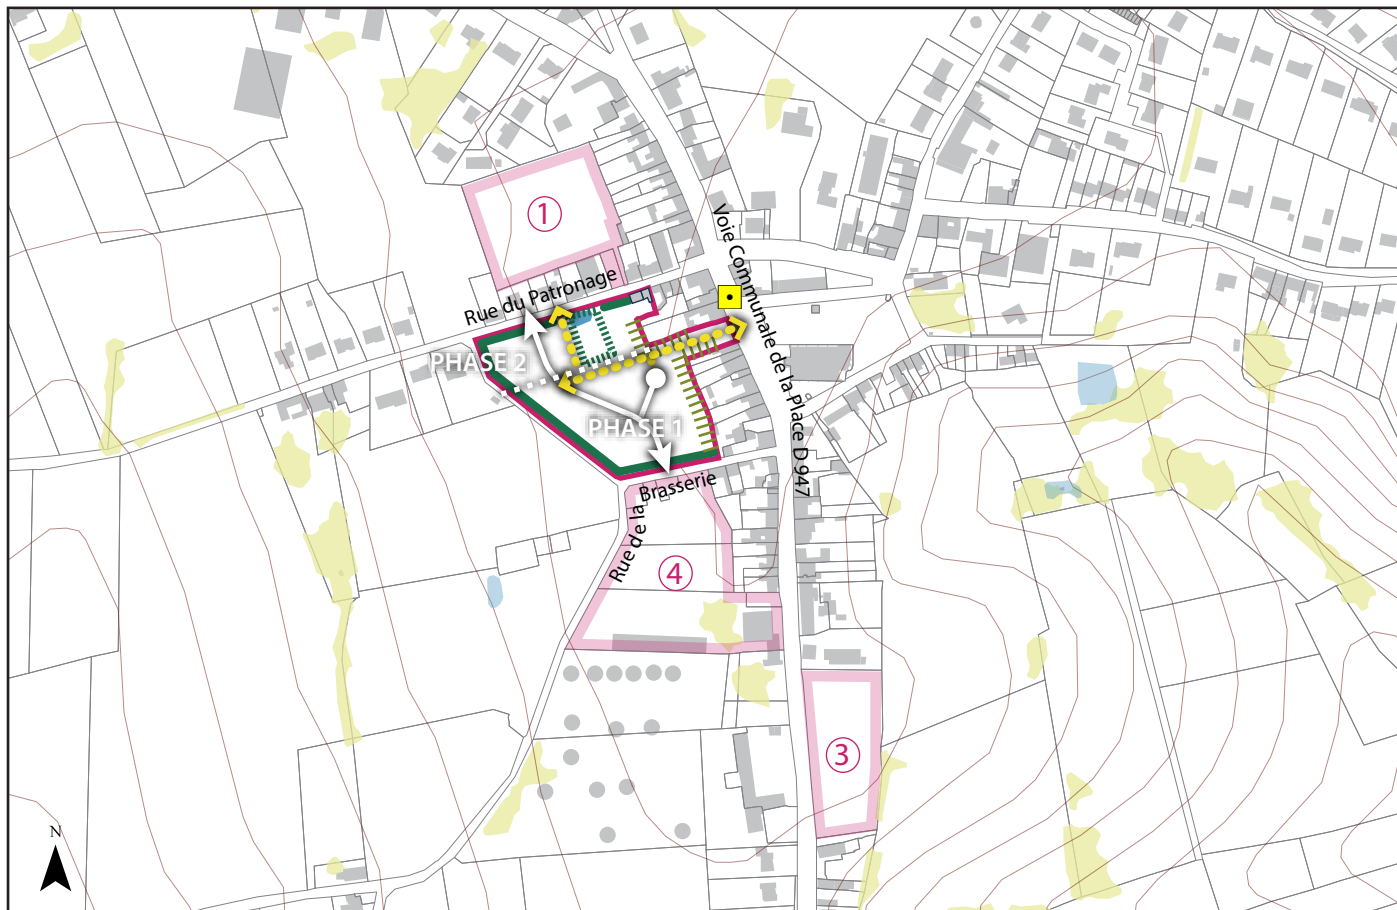 ①
Rue du Patronage
Voie Communale de la Place D 947
PHASE 2
PHASE 1
Rue de la Brasserie
④
③
N